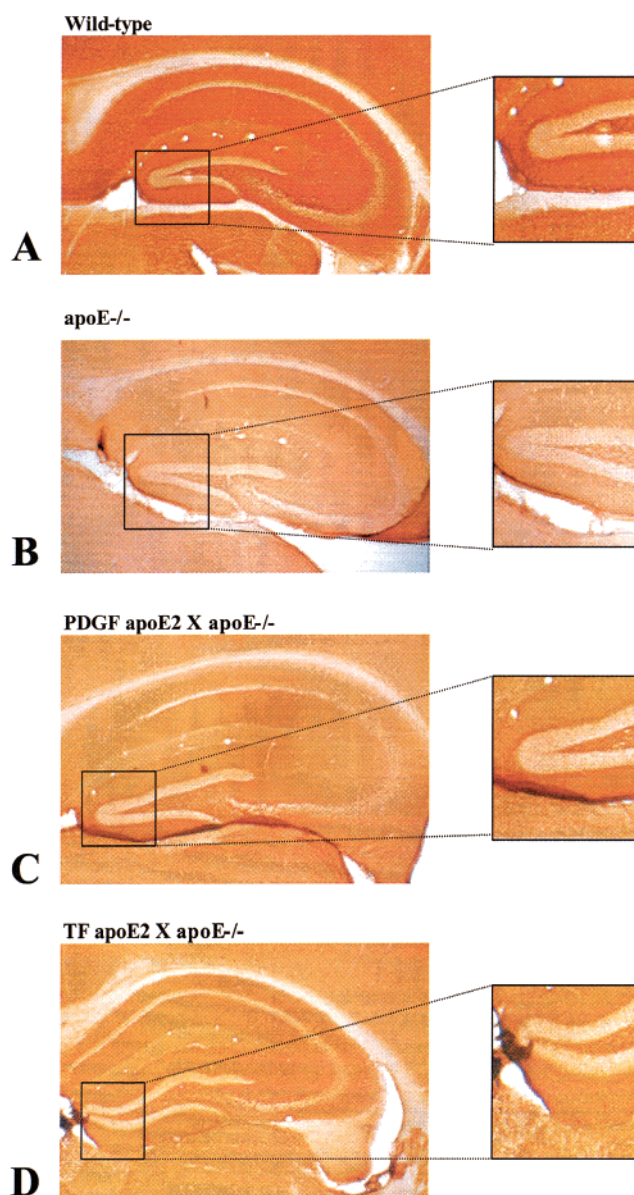 Wild-type
A
apoE-/-
B
PDGF apoE2 X apoE-/-
C
TF apoE2 X apoE-/-
D